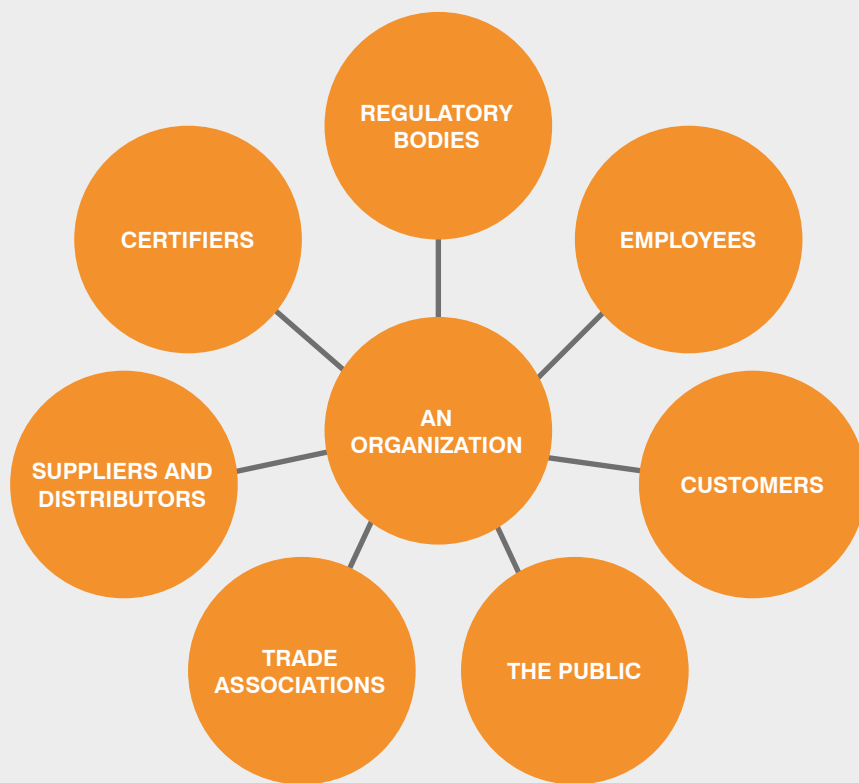 REGULATORY
BODIES
CERTIFIERS
EMPLOYEES
AN
ORGANIZATION
SUPPLIERS AND
DISTRIBUTORS
CUSTOMERS
TRADE
ASSOCIATIONS
THE PUBLIC